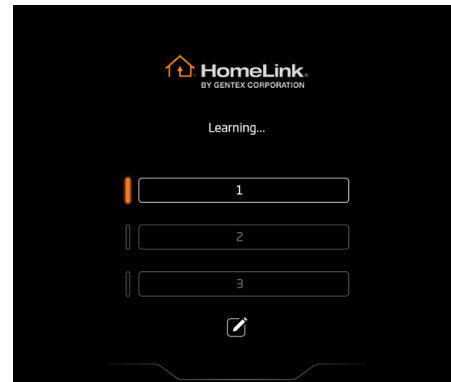 HomeLink.
BY GENTEX CORPORATION
Learning...
1
2
3